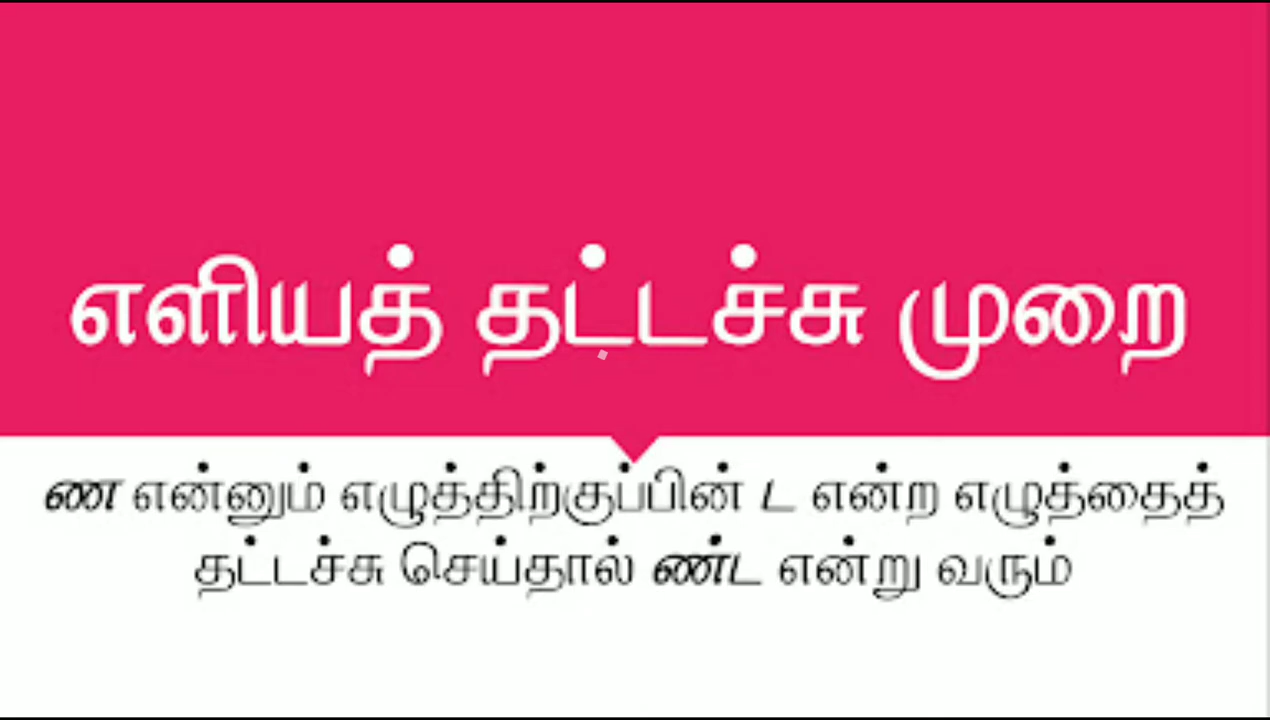 எளியத் தட்டச்சு முறை
ண என்னும் எழுத்திற்குப்பின் ட என்ற எழுத்தைத்
தட்டச்சு செய்தால் ண்ட என்று வரும்